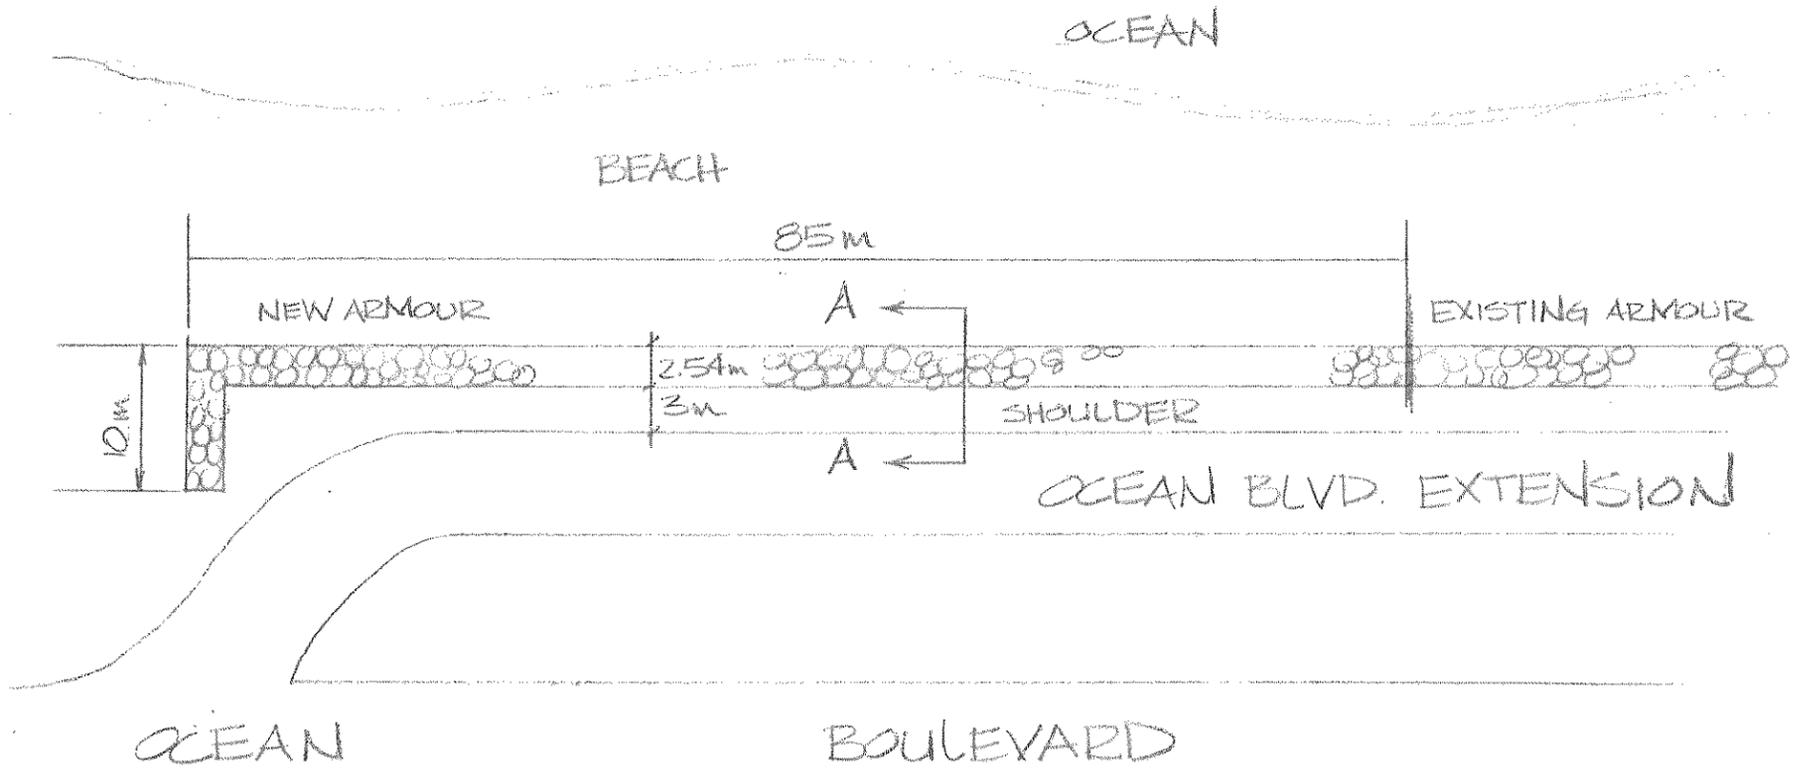 OCEAN
BEACH
85m
A
NEW ARMOUR
EXISTING ARMOUR
2.54m
3m
SHOULDER
10m
A
OCEAN BLVD. EXTENSION
OCEAN BOULEVARD